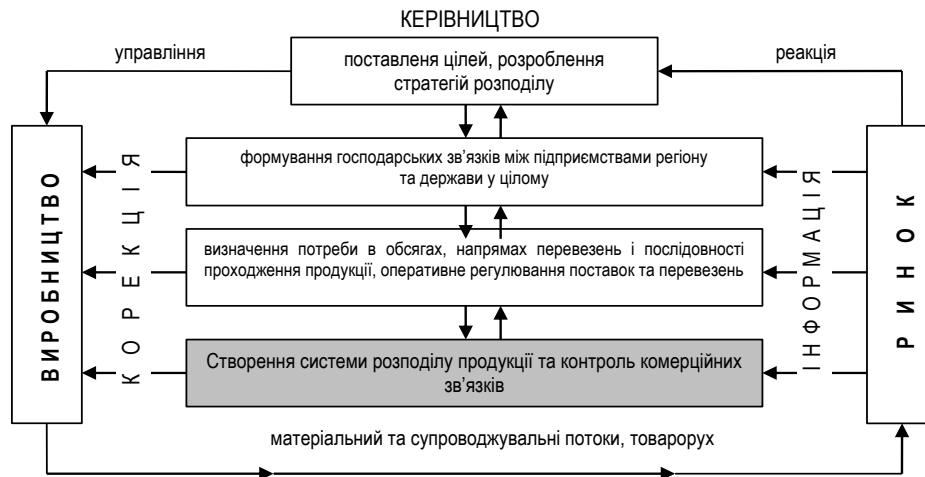 КЕРІВНИЦТВО
управління
поставленя цілей, розроблення
стратегій розподілу
реакція
ВИРОБНИЦТВО
КОРЕКЦІЯ
формування господарських зв’язків між підприємствами регіону
та держави у цілому
визначення потреби в обсягах, напрямах перевезень і послідовності
проходження продукції, оперативне регулювання поставок та перевезень
Створення системи розподілу продукції та контроль комерційних
зв’язків
ІНФОРМАЦІЯ
РИНОК
матеріальний та супроводжувальні потоки, товарорух